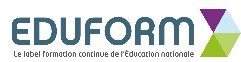 EDUFORM
Le label formation continue de l'Éducation nationale